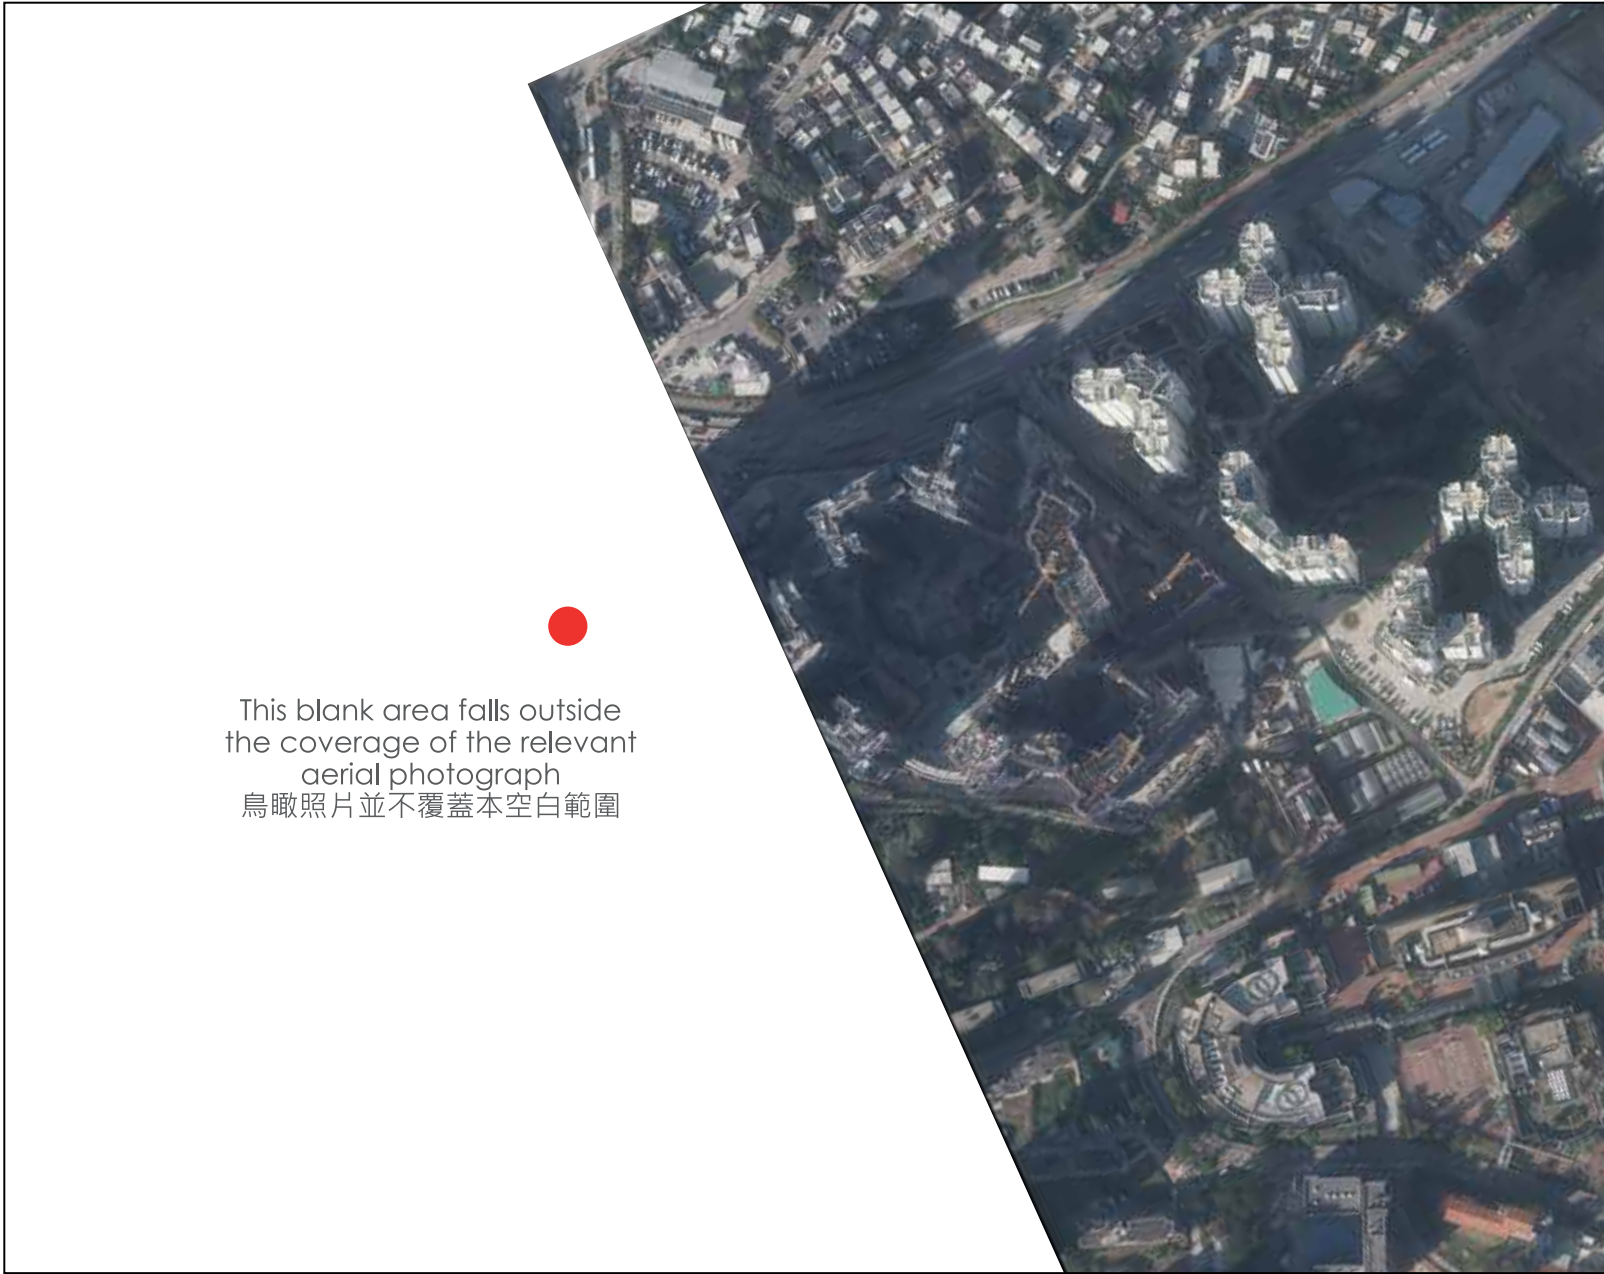 This blank area falls outside
the coverage of the relevant
aerial photograph
鳥瞰照片並不覆蓋本空白範圍